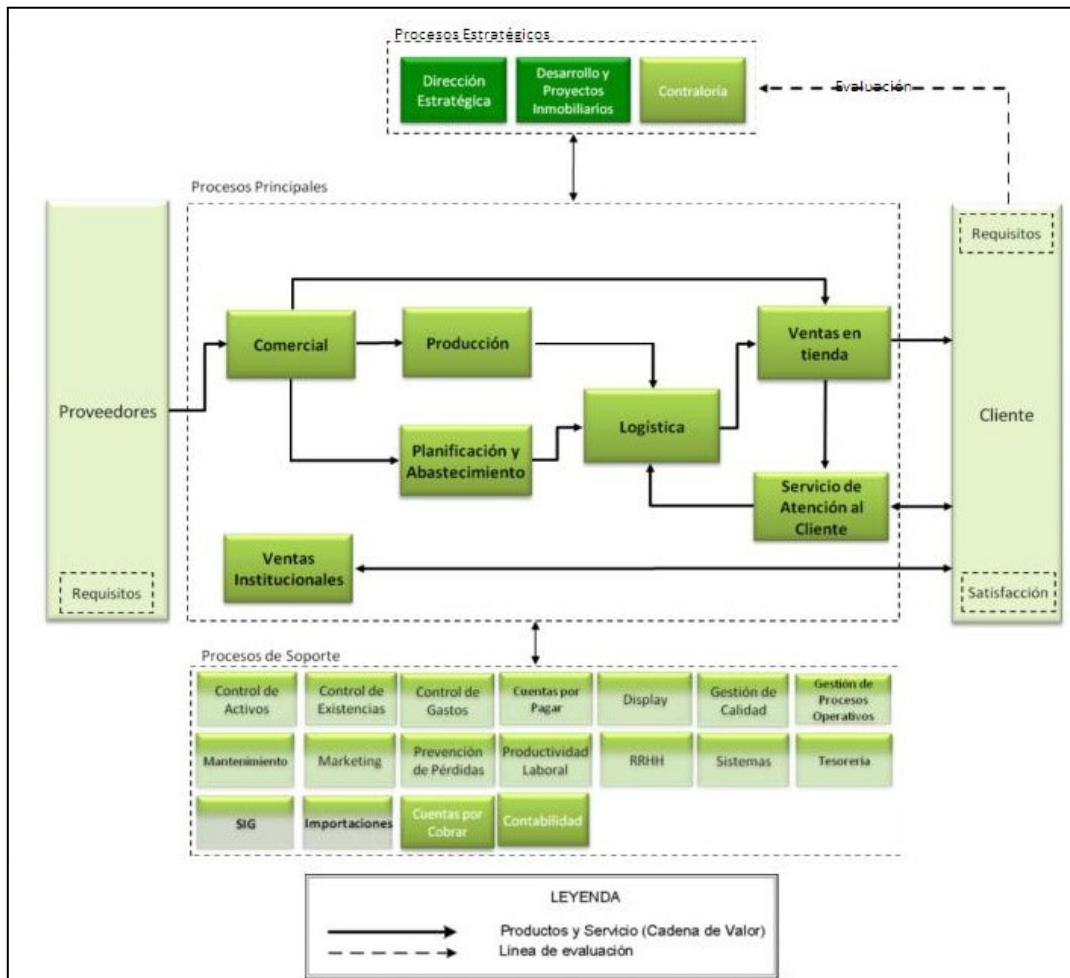 Procesos Estratégicos
Dirección
Estratégica
Desarrollo y
Proyectos
Inmobiliarios
Contraloría
Evaluación
Procesos Principales
Proveedores
Requisitos
Comercial
Producción
Planificación y
Abastecimiento
Logística
Ventas en
tienda
Servicio de
Atención al
Cliente
Ventas
Institucionales
Requisitos
Cliente
Satisfacción
Procesos de Soporte
Control de
Activos
Control de
Existencias
Control de
Gastos
Cuentas por
Pagar
Display
Gestión de
Calidad
Gestión de
Procesos
Operativos
Mantenimiento
Marketing
Prevención
de Pérdidas
Productividad
Laboral
RRHH
Sistemas
Tesorería
SIG
Importaciones
Cuentas por
Cobrar
Contabilidad
LEYENDA
Productos y Servicio (Cadena de Valor)
Línea de evaluación